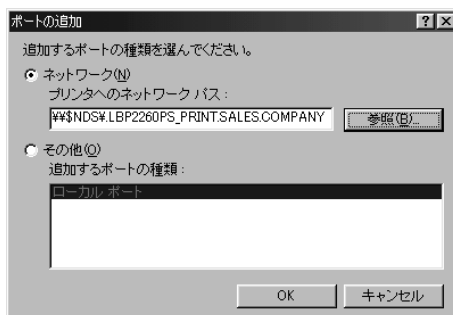 ポートの追加
追加するポートの種類を選んでください。
ネットワーク(N)
プリンタへのネットワーク パス :
¥¥$NDS¥.LBP2260PS_PRINT.SALES.COMPANY
参照(B)...
その他(O)
追加するポートの種類 :
ローカル ポート
OK
キャンセル